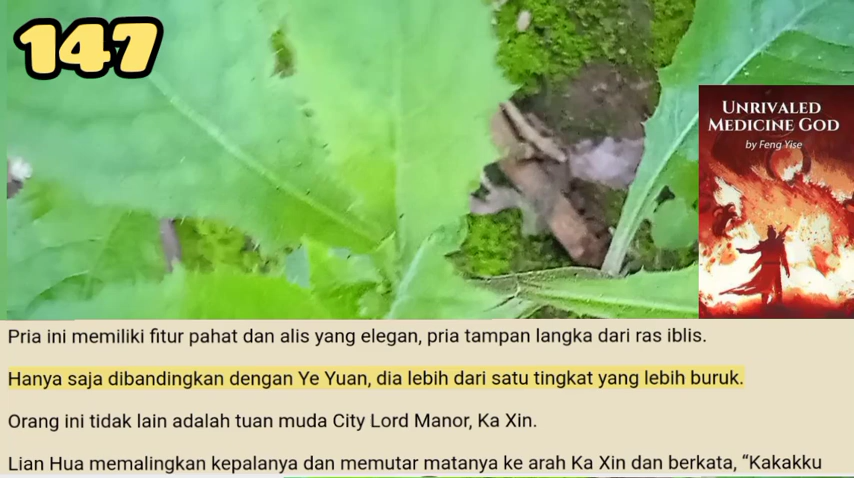 147
UNRIVALED
MEDICINE GOD
by Feng Yise
Pria ini memiliki fitur pahat dan alis yang elegan, pria tampan langka dari ras iblis.
Hanya saja dibandingkan dengan Ye Yuan, dia lebih dari satu tingkat yang lebih buruk.
Orang ini tidak lain adalah tuan muda City Lord Manor, Ka Xin.
Lian Hua memalingkan kepalanya dan memutar matanya ke arah Ka Xin dan berkata, “Kakakku